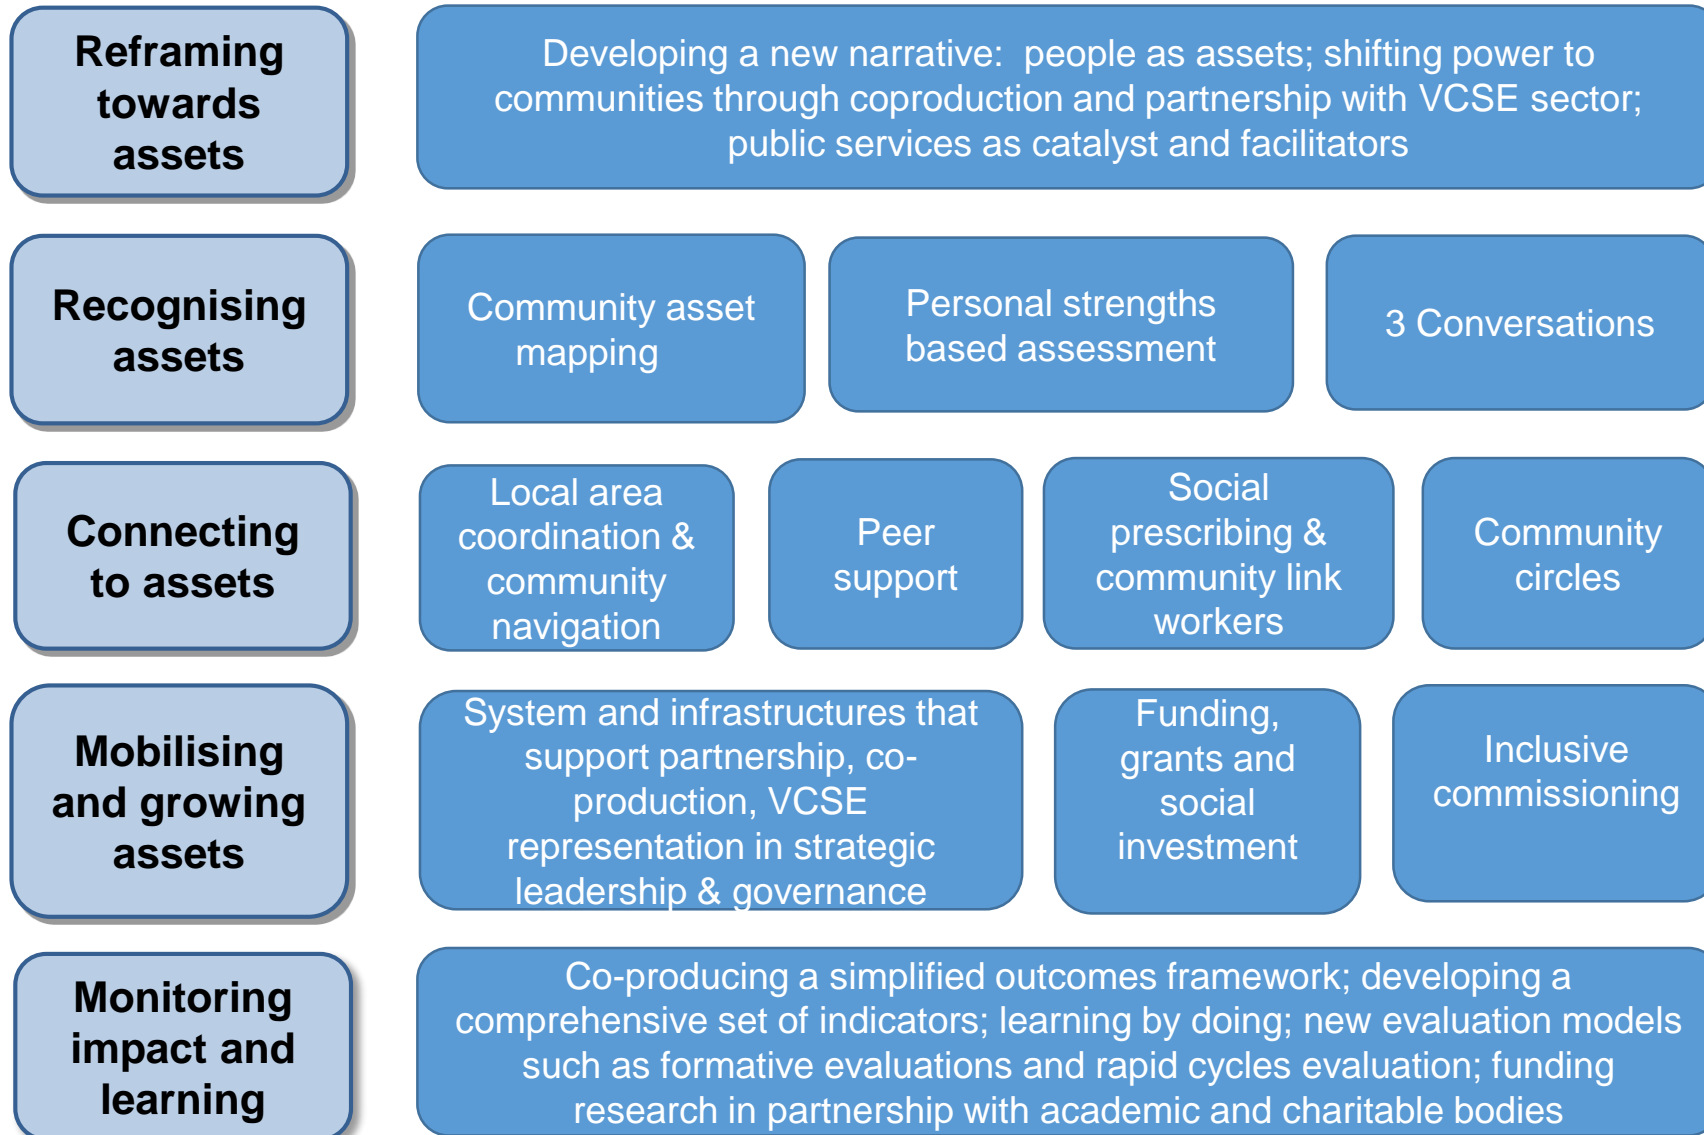 Reframing
towards
assets
Developing a new narrative:  people as assets; shifting power to
communities through coproduction and partnership with VCSE sector;
public services as catalyst and facilitators
Recognising
assets
Community asset
mapping
Personal strengths
based assessment
3 Conversations
Connecting
to assets
Local area
coordination &
community
navigation
Peer
support
Social
prescribing &
community link
workers
Community
circles
Mobilising
and growing
assets
System and infrastructures that
support partnership, co-
production, VCSE
representation in strategic
leadership & governance
Funding,
grants and
social
investment
Inclusive
commissioning
Monitoring
impact and
learning
Co-producing a simplified outcomes framework; developing a
comprehensive set of indicators; learning by doing; new evaluation models
such as formative evaluations and rapid cycles evaluation; funding
research in partnership with academic and charitable bodies